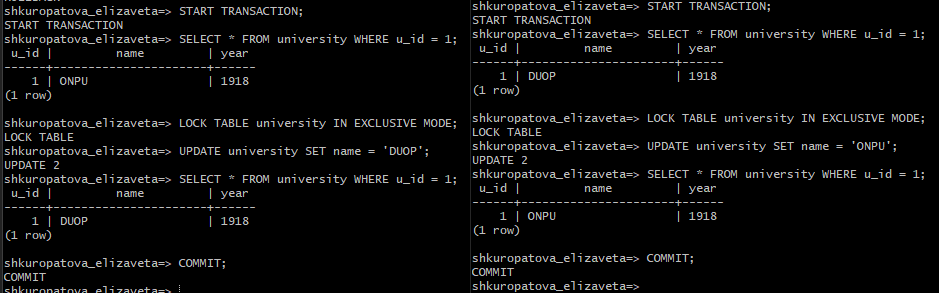 shkuropatova_elizaveta=> START TRANSACTION;
START TRANSACTION
shkuropatova_elizaveta=> SELECT * FROM university WHERE u_id = 1;
 u_id |         name          | year
------+-----------------------+------
    1 | ONPU                  | 1918
(1 row)
shkuropatova_elizaveta=> LOCK TABLE university IN EXCLUSIVE MODE;
LOCK TABLE
shkuropatova_elizaveta=> UPDATE university SET name = 'DUOP';
UPDATE 2
shkuropatova_elizaveta=> SELECT * FROM university WHERE u_id = 1;
 u_id |         name          | year
------+-----------------------+------
    1 | DUOP                  | 1918
(1 row)
shkuropatova_elizaveta=> COMMIT;
COMMIT
shkuropatova_elizaveta=>
shkuropatova_elizaveta=> START TRANSACTION;
START TRANSACTION
shkuropatova_elizaveta=> SELECT * FROM university WHERE u_id = 1;
 u_id |         name          | year
------+-----------------------+------
    1 | DUOP                  | 1918
(1 row)
shkuropatova_elizaveta=> LOCK TABLE university IN EXCLUSIVE MODE;
LOCK TABLE
shkuropatova_elizaveta=> UPDATE university SET name = 'ONPU';
UPDATE 2
shkuropatova_elizaveta=> SELECT * FROM university WHERE u_id = 1;
 u_id |         name          | year
------+-----------------------+------
    1 | ONPU                  | 1918
(1 row)
shkuropatova_elizaveta=> COMMIT;
COMMIT
shkuropatova_elizaveta=>